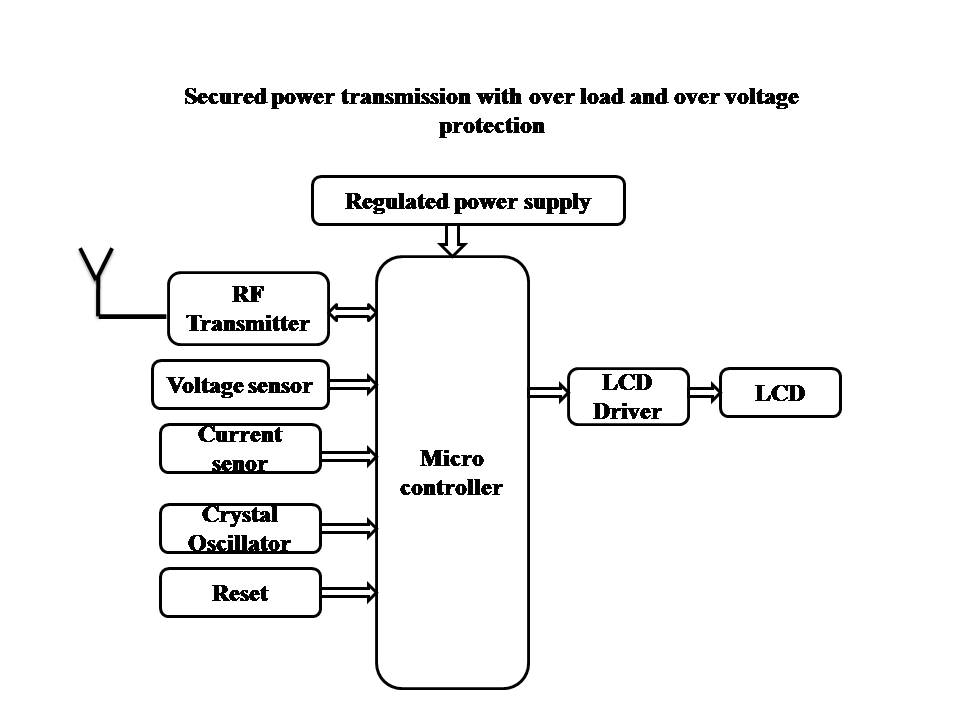 Secured power transmission with over load and over voltage
protection
Regulated power supply
RF
Transmitter
Voltage sensor
Current
senor
Crystal
Oscillator
Reset
Micro
controller
LCD
Driver
LCD